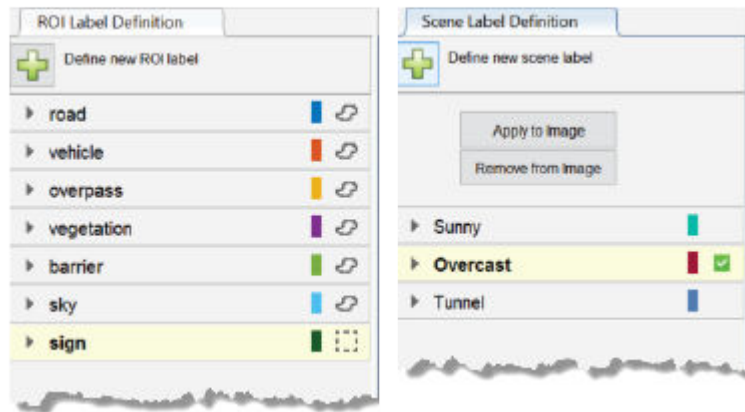 ROI Label Definition
Define new ROI label
road
vehicle
overpass
vegetation
barrier
sky
sign
Scene Label Definition
Define new scene label
Apply to Image
Remove from Image
Sunny
Overcast
Tunnel